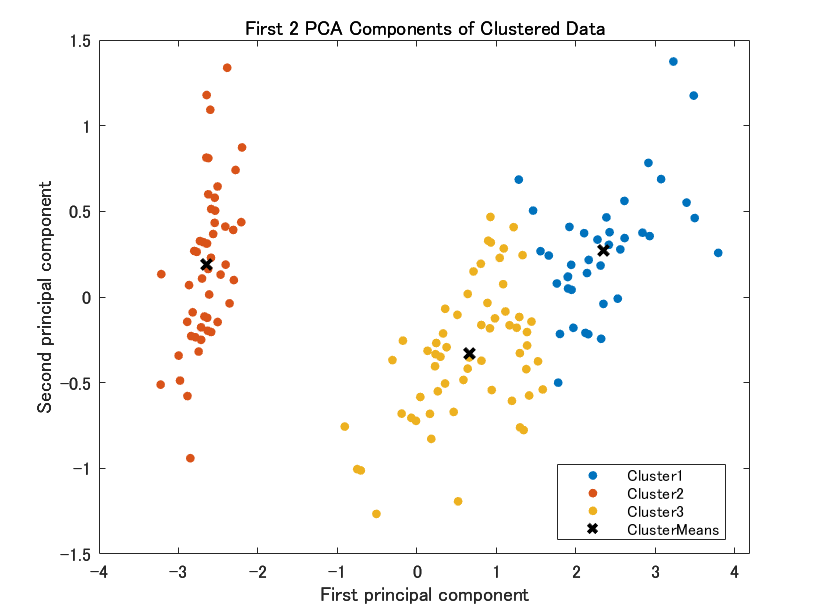 First 2 PCA Components of Clustered Data
1.5
1
0.5
0
-0.5
-1
-1.5
Second principal component
-4
-3
-2
-1
0
1
2
3
4
First principal component
Cluster1
Cluster2
Cluster3
ClusterMeans